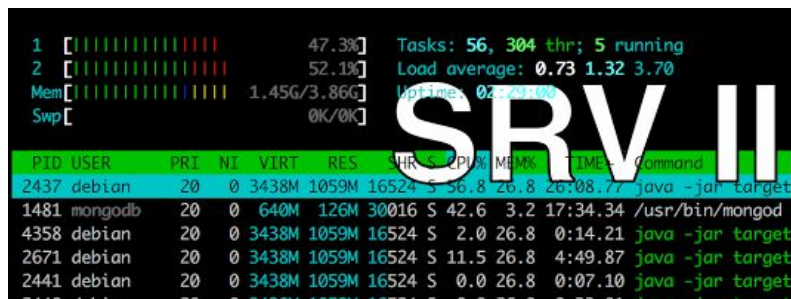 1 [||||||||||||||||| 47.3%] Tasks: 56, 304 thr; 5 running
2 [|||||||||||||||||| 52.1%] Load average: 0.73 1.32 3.70
Mem[|||||||||||||||||| 1.45G/3.86G] Uptime: 02:29:00
Swp[ 0K/0K]
SRV II
PID USER PRI NI VIRT RES SHR S CPU% MEM% TIME+ Command
2437 debian 20 0 3438M 1059M 16524 S 56.8 26.8 26:08.77 java -jar target
1481 mongodb 20 0 640M 126M 30016 S 42.6 3.2 17:34.34 /usr/bin/mongod
4358 debian 20 0 3438M 1059M 16524 S 2.0 26.8 0:14.21 java -jar target
2671 debian 20 0 3438M 1059M 16524 S 11.5 26.8 4:49.87 java -jar target
2441 debian 20 0 3438M 1059M 16524 S 0.0 26.8 0:07.10 java -jar target